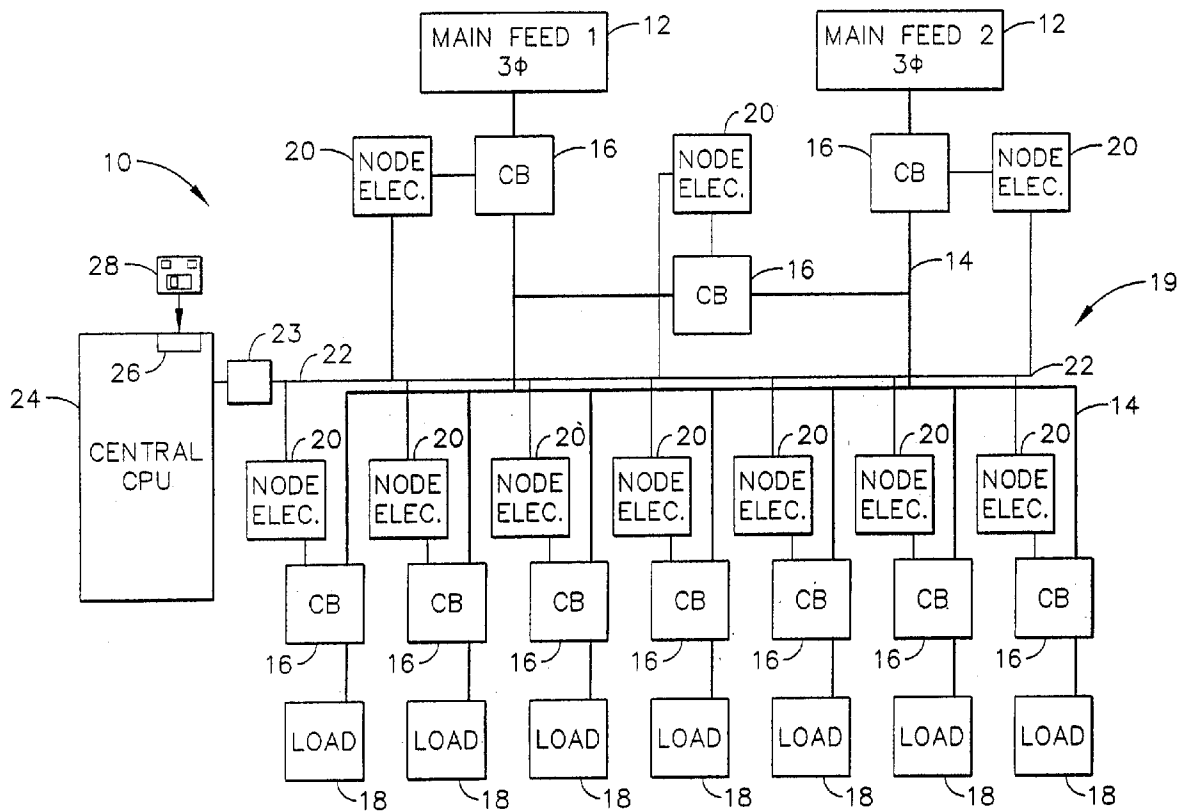 MAIN FEED 1
3Φ
12
MAIN FEED 2
3Φ
12
20
NODE
ELEC.
CB
16
20
NODE
ELEC.
16
CB
NODE
ELEC.
20
10
28
CB
16
14
19
23
22
22
26
24
CENTRAL
CPU
14
20
20
20
20
20
20
20
NODE
ELEC.
NODE
ELEC.
NODE
ELEC.
NODE
ELEC.
NODE
ELEC.
NODE
ELEC.
NODE
ELEC.
CB
CB
CB
CB
CB
CB
CB
16
16
16
16
16
16
16
LOAD
LOAD
LOAD
LOAD
LOAD
LOAD
LOAD
18
18
18
18
18
18
18